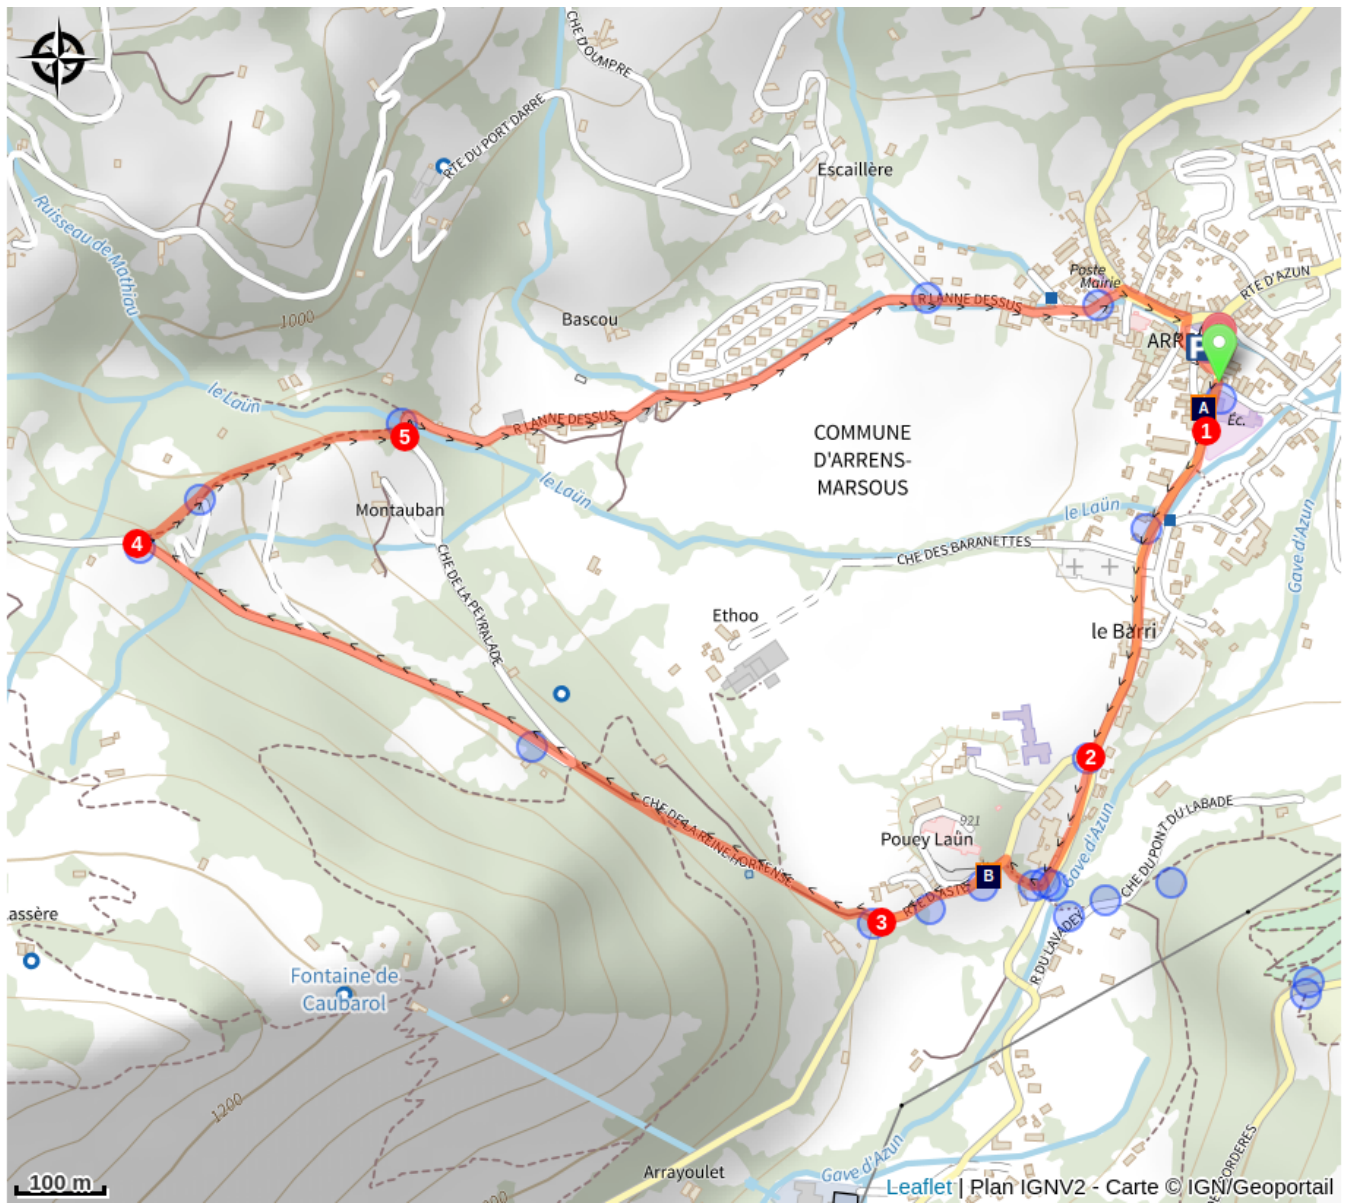 CHE D'OUMPRE
RTE DU PORT DARRE
Escaillère
Ruisseau de Mathiau
Poste
Mairie
RTE D'AZUN
R LANNE DESSUS
1000
Bascou
ARR
P
A
Éc.
1
le Laün
R LANNE DESSUS
5
COMMUNE
D'ARRENS-
MARSOUS
le Laün
Montauban
le Laün
Gave d'Azun
4
CHE DES BARANETTES
CHE DE LA PEYRALADE
Ethoo
le Barri
2
CHE DE LA REINE HORTENSE
921
Pouey Laün
Gave d'Azun
CHE DU PONT DU LABADE
B
RTE D'AST
3
R DU LAVADEY
assère
Fontaine de
Caubarol
1200
Arrayoulet
Gave d'Azun
100 m
Leaflet | Plan IGNV2 - Carte © IGN/Geoportail